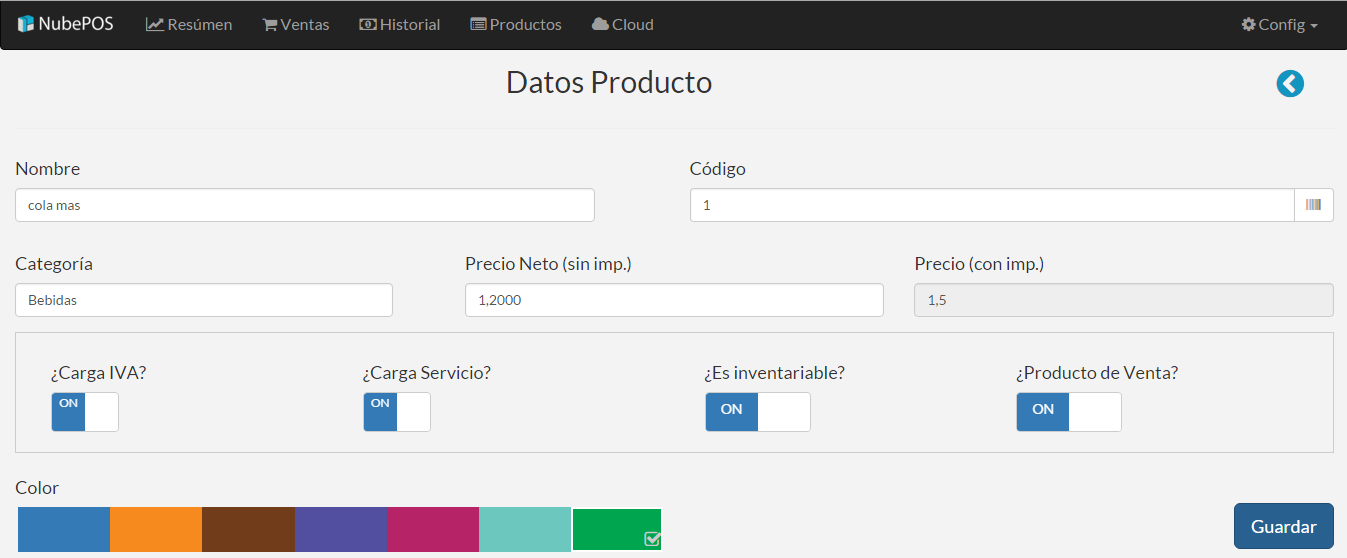 NubePOS Resúmen Ventas Historial Productos Cloud Config
Datos Producto
Nombre Código
cola mas 1
Categoría Precio Neto (sin imp.) Precio (con imp.)
Bebidas 1,2000 1,5
¿Carga IVA? ¿Carga Servicio? ¿Es inventariable? ¿Producto de Venta?
ON ON ON ON
Color
Guardar